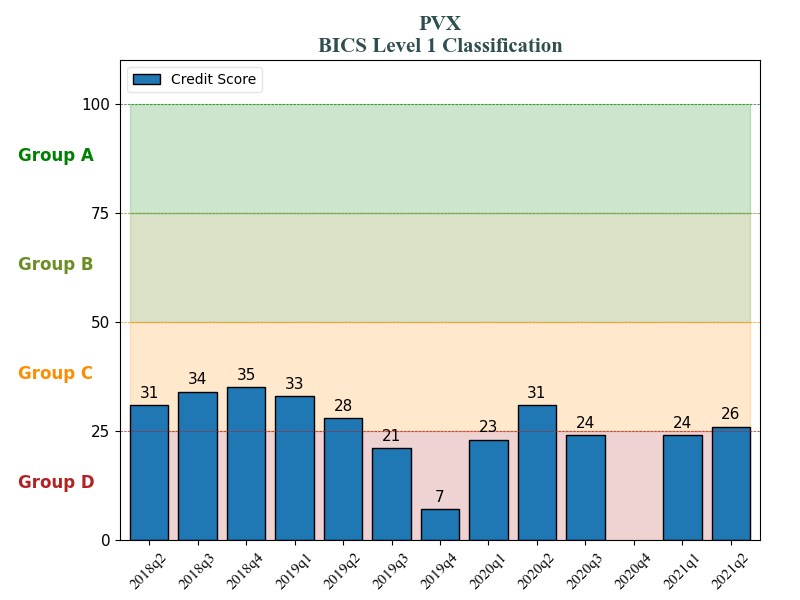 PVX
BICS Level 1 Classification
Credit Score
100
Group A
75
Group B
50
Group C
25
Group D
0
31
34
35
33
28
21
7
23
31
24
24
26
2018q2
2018q3
2018q4
2019q1
2019q2
2019q3
2019q4
2020q1
2020q2
2020q3
2020q4
2021q1
2021q2